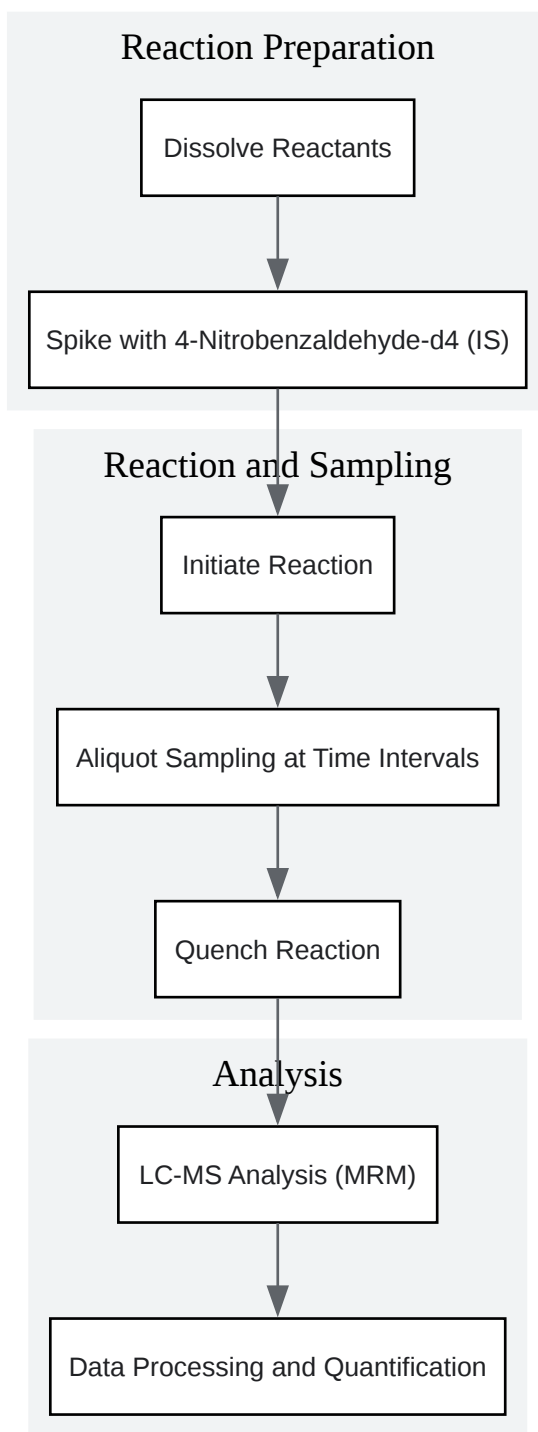 Reaction Preparation
Dissolve Reactants
Spike with 4-Nitrobenzaldehyde-d4 (IS)
Reaction and Sampling
Initiate Reaction
Aliquot Sampling at Time Intervals
Quench Reaction
Analysis
LC-MS Analysis (MRM)
Data Processing and Quantification